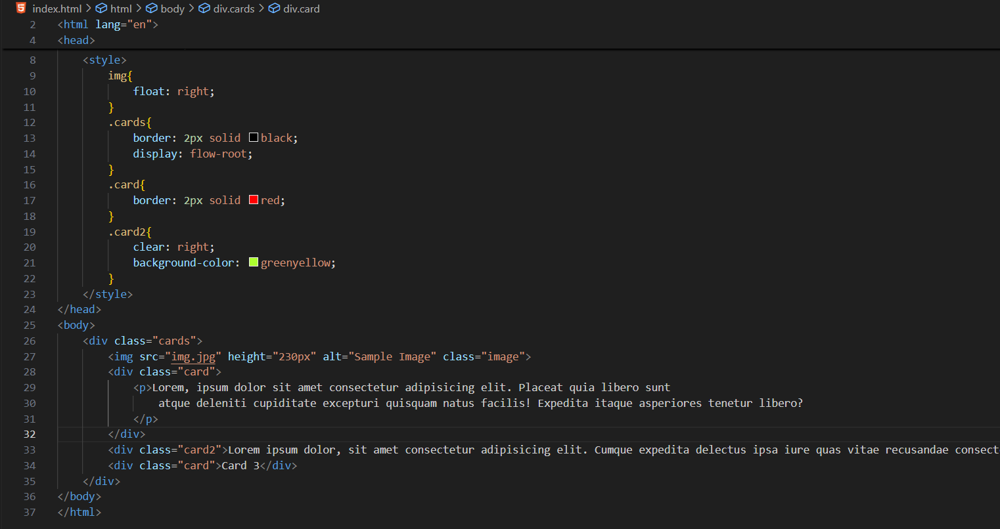 index.html > html > body > div.cards > div.card
2 <html lang="en">
4 <head>
8 <style>
9 img{
10 float: right;
11 }
12 .cards{
13 border: 2px solid black;
14 display: flow-root;
15 }
16 .card{
17 border: 2px solid red;
18 }
19 .card2{
20 clear: right;
21 background-color: greenyellow;
22 }
23 </style>
24 </head>
25 <body>
26 <div class="cards">
27 <img src="img.jpg" height="230px" alt="Sample Image" class="image">
28 <div class="card">
29 <p>Lorem, ipsum dolor sit amet consectetur adipisicing elit. Placeat quia libero sunt
30 atque deleniti cupiditate excepturi quisquam natus facilis! Expedita itaque asperiores tenetur libero?
31 </p>
32 </div>
33 <div class="card2">Lorem ipsum dolor, sit amet consectetur adipisicing elit. Cumque expedita delectus ipsa iure quas vitae recusandae consect
34 <div class="card">Card 3</div>
35 </div>
36 </body>
37 </html>